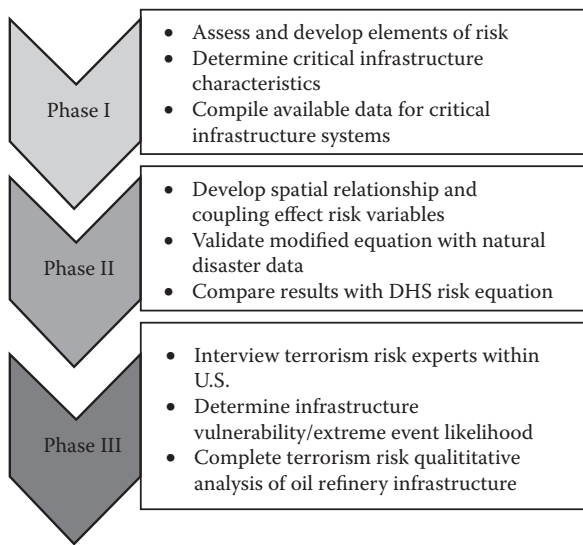 Phase I
• Assess and develop elements of risk
• Determine critical infrastructure
characteristics
• Compile available data for critical
infrastructure systems
Phase II
• Develop spatial relationship and
coupling effect risk variables
• Validate modified equation with natural
disaster data
• Compare results with DHS risk equation
Phase III
• Interview terrorism risk experts within
U.S.
• Determine infrastructure
vulnerability/extreme event likelihood
• Complete terrorism risk qualititative
analysis of oil refinery infrastructure